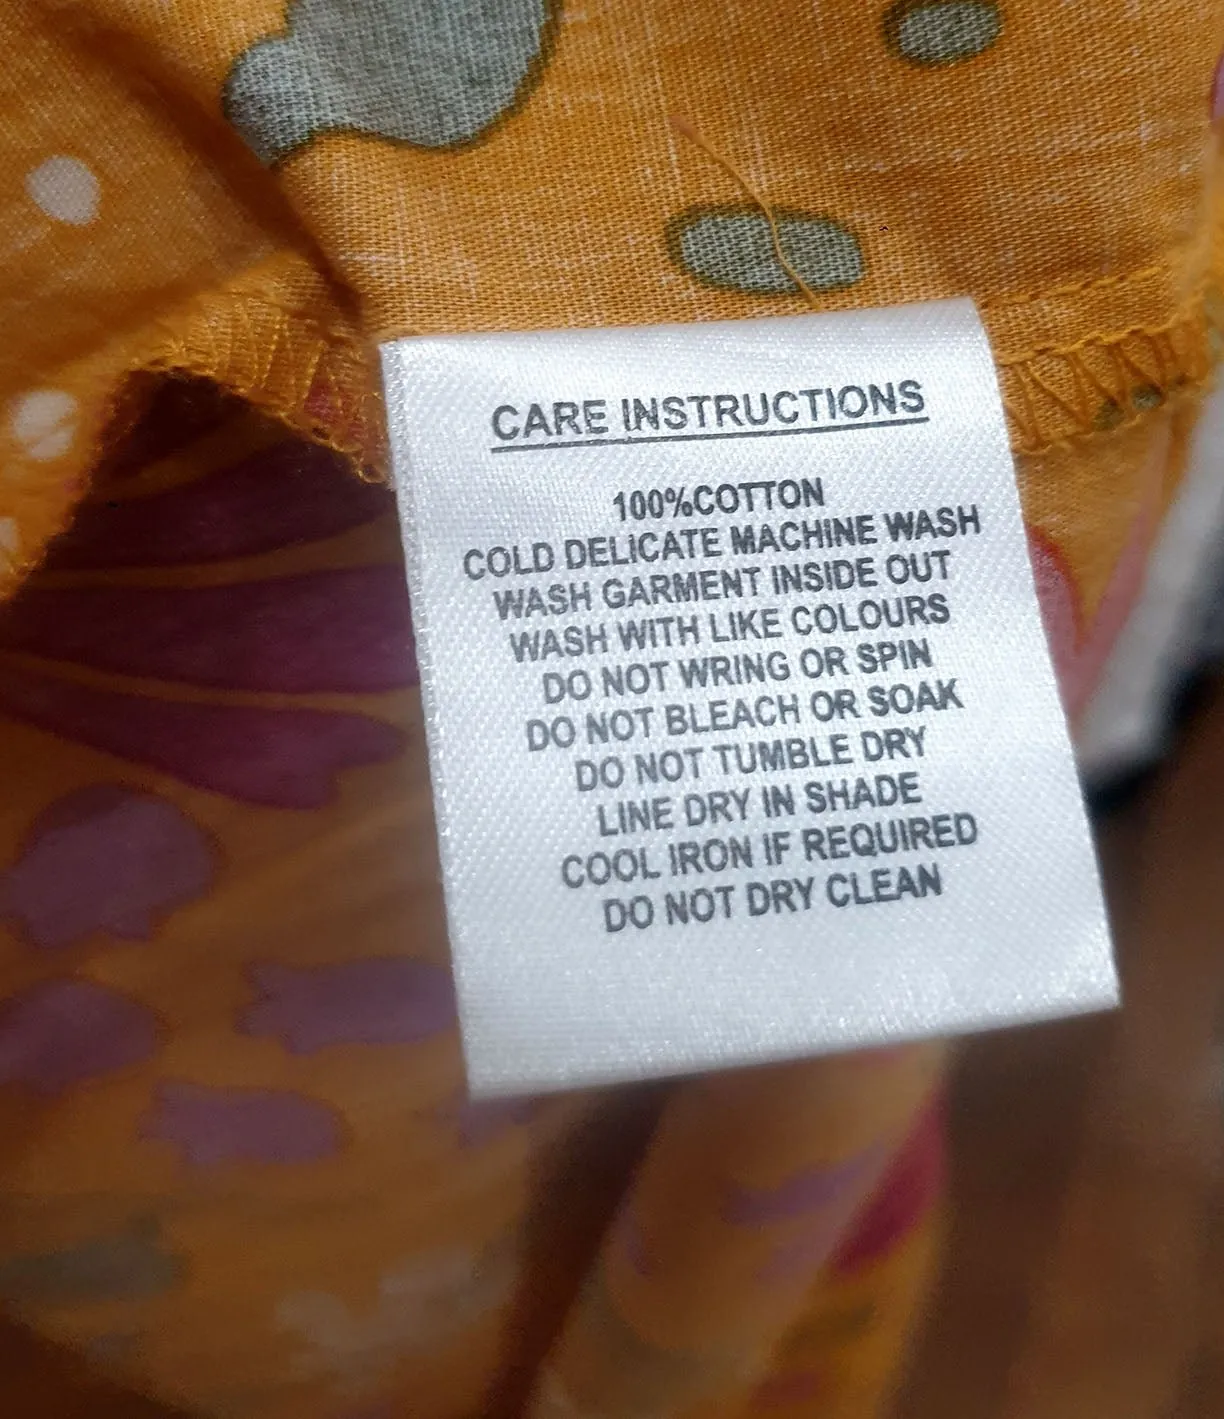 CARE INSTRUCTIONS
100%COTTON
COLD DELICATE MACHINE WASH
WASH GARMENT INSIDE OUT
WASH WITH LIKE COLOURS
DO NOT WRING OR SPIN
DO NOT BLEACH OR SOAK
DO NOT TUMBLE DRY
LINE DRY IN SHADE
COOL IRON IF REQUIRED
DO NOT DRY CLEAN